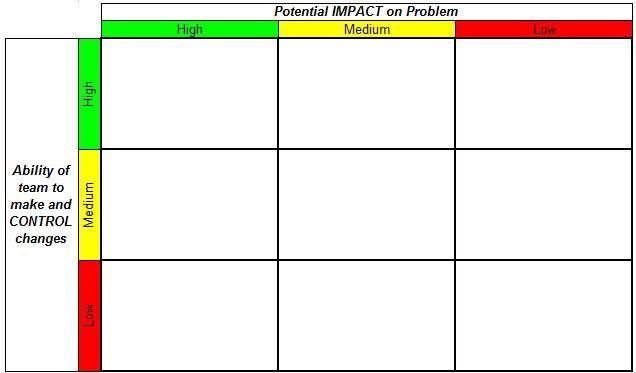 Potential IMPACT on Problem
High
Medium
Low
High
Ability of
team to
make and
CONTROL
changes
Medium
Low